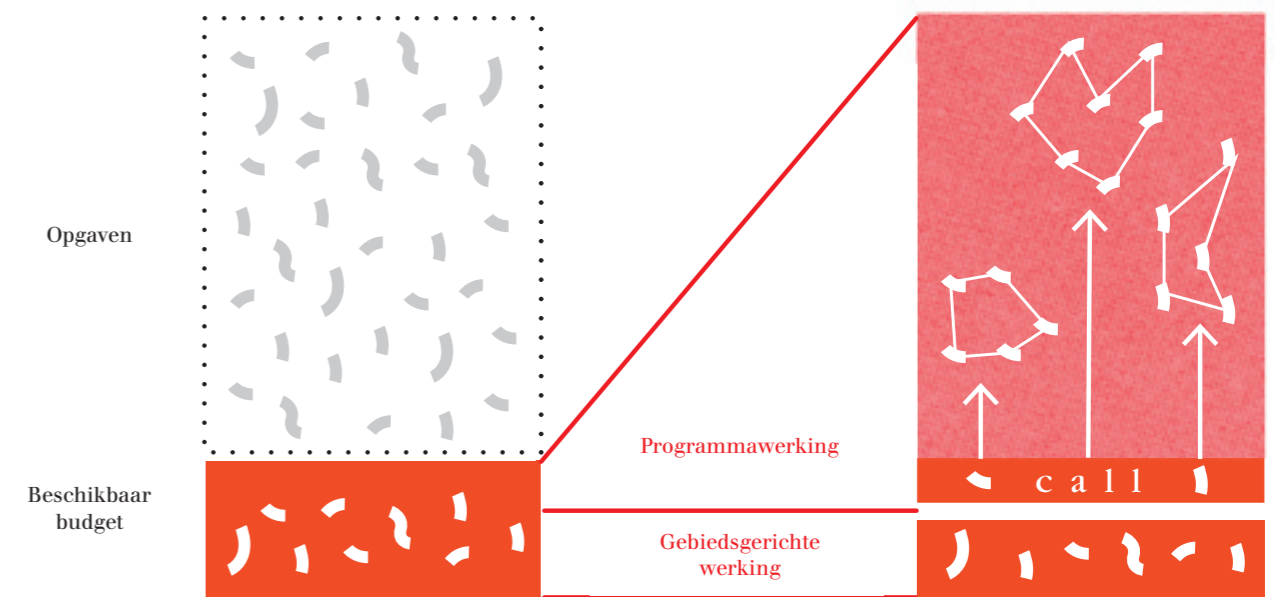 Opgaven
Beschikbaar
budget
Programmawerking
Gebiedsgerichte
werking
call